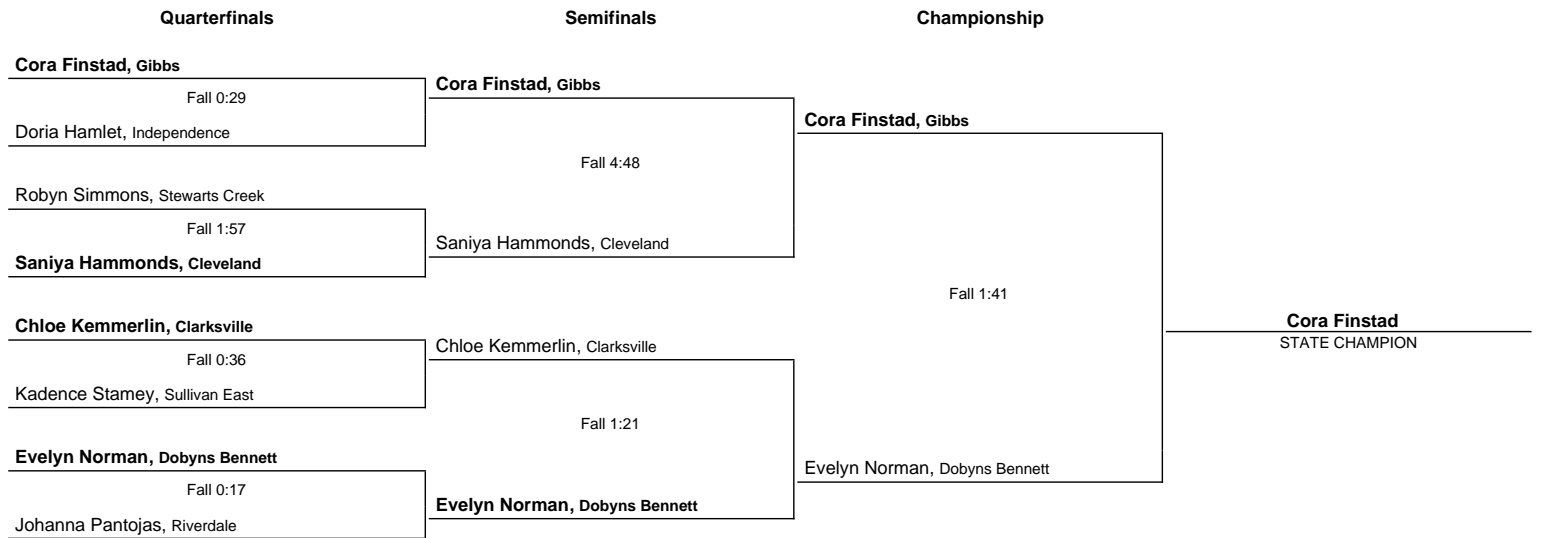 Quarterfinals
Semifinals
Championship
Cora Finstad, Gibbs
Fall 0:29
Doria Hamlet, Independence
Robyn Simmons, Stewarts Creek
Fall 1:57
Saniya Hammonds, Cleveland
Chloe Kemmerlin, Clarksville
Fall 0:36
Kadence Stamey, Sullivan East
Evelyn Norman, Dobyns Bennett
Fall 0:17
Johanna Pantojas, Riverdale
Cora Finstad, Gibbs
Fall 4:48
Saniya Hammonds, Cleveland
Chloe Kemmerlin, Clarksville
Fall 1:21
Evelyn Norman, Dobyns Bennett
Cora Finstad, Gibbs
Fall 1:41
Evelyn Norman, Dobyns Bennett
Cora Finstad
STATE CHAMPION